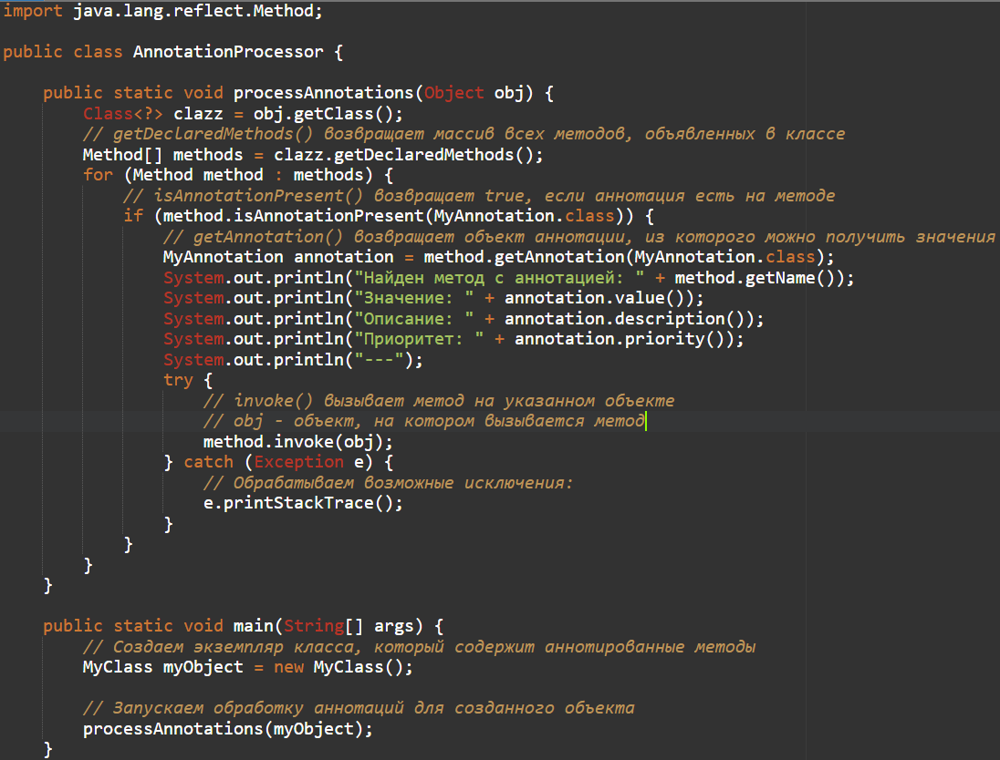 import java.lang.reflect.Method;
public class AnnotationProcessor {
public static void processAnnotations(Object obj) {
Class<?> clazz = obj.getClass();
// getDeclaredMethods() возвращает массив всех методов, объявленных в классе
Method[] methods = clazz.getDeclaredMethods();
for (Method method : methods) {
// isAnnotationPresent() возвращает true, если аннотация есть на методе
if (method.isAnnotationPresent(MyAnnotation.class)) {
// getAnnotation() возвращает объект аннотации, из которого можно получить значения
MyAnnotation annotation = method.getAnnotation(MyAnnotation.class);
System.out.println("Найден метод с аннотацией: " + method.getName());
System.out.println("Значение: " + annotation.value());
System.out.println("Описание: " + annotation.description());
System.out.println("Приоритет: " + annotation.priority());
System.out.println("---");
try {
// invoke() вызывает метод на указанном объекте
// obj - объект, на котором вызывается метод
method.invoke(obj);
} catch (Exception e) {
// Обрабатываем возможные исключения:
e.printStackTrace();
}
}
}
}
public static void main(String[] args) {
// Создаем экземпляр класса, который содержит аннотированные методы
MyClass myObject = new MyClass();
// Запускаем обработку аннотаций для созданного объекта
processAnnotations(myObject);
}